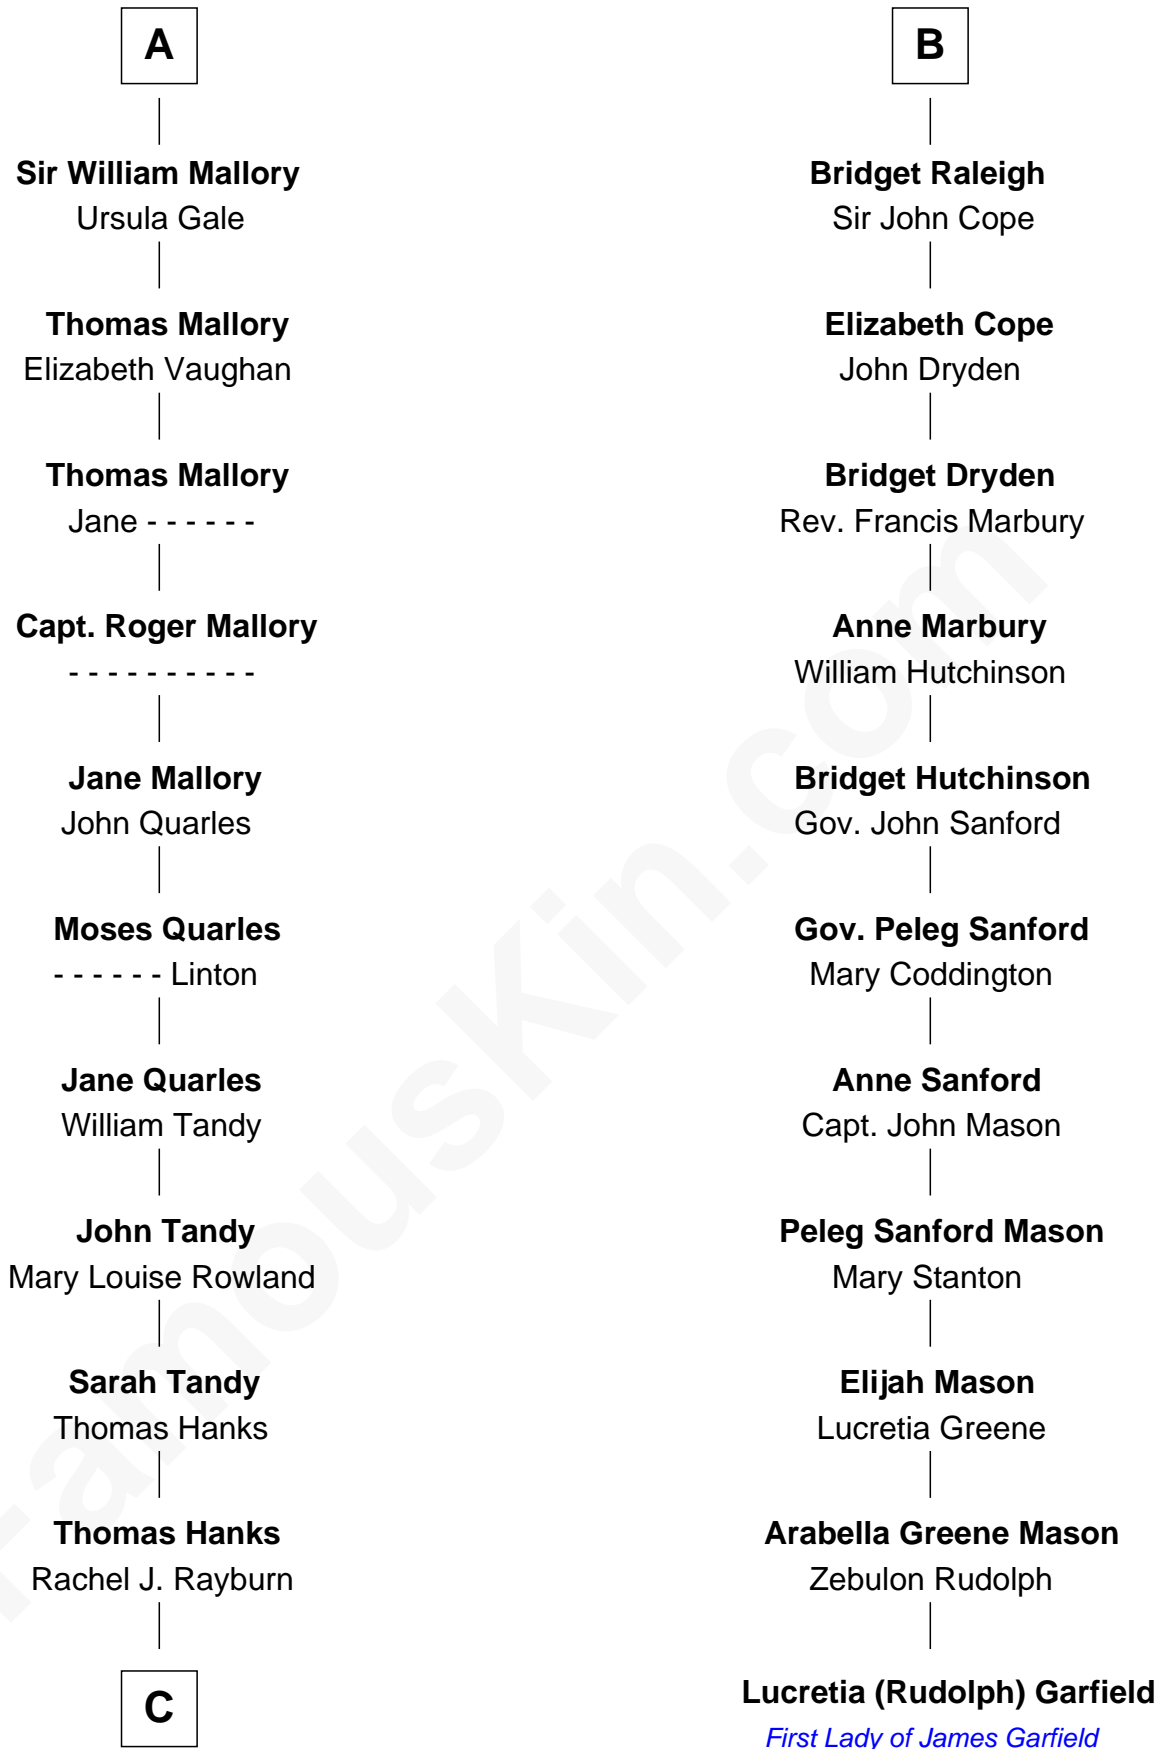 A
Sir William Mallory
Ursula Gale
Thomas Mallory
Elizabeth Vaughan
Thomas Mallory
Jane - - - - - -
Capt. Roger Mallory
- - - - - - - - - -
Jane Mallory
John Quarles
Moses Quarles
- - - - - - Linton
Jane Quarles
William Tandy
John Tandy
Mary Louise Rowland
Sarah Tandy
Thomas Hanks
Thomas Hanks
Rachel J. Rayburn
C
B
Bridget Raleigh
Sir John Cope
Elizabeth Cope
John Dryden
Bridget Dryden
Rev. Francis Marbury
Anne Marbury
William Hutchinson
Bridget Hutchinson
Gov. John Sanford
Gov. Peleg Sanford
Mary Coddington
Anne Sanford
Capt. John Mason
Peleg Sanford Mason
Mary Stanton
Elijah Mason
Lucretia Greene
Arabella Greene Mason
Zebulon Rudolph
Lucretia (Rudolph) Garfield
First Lady of James Garfield
FamousKin.com